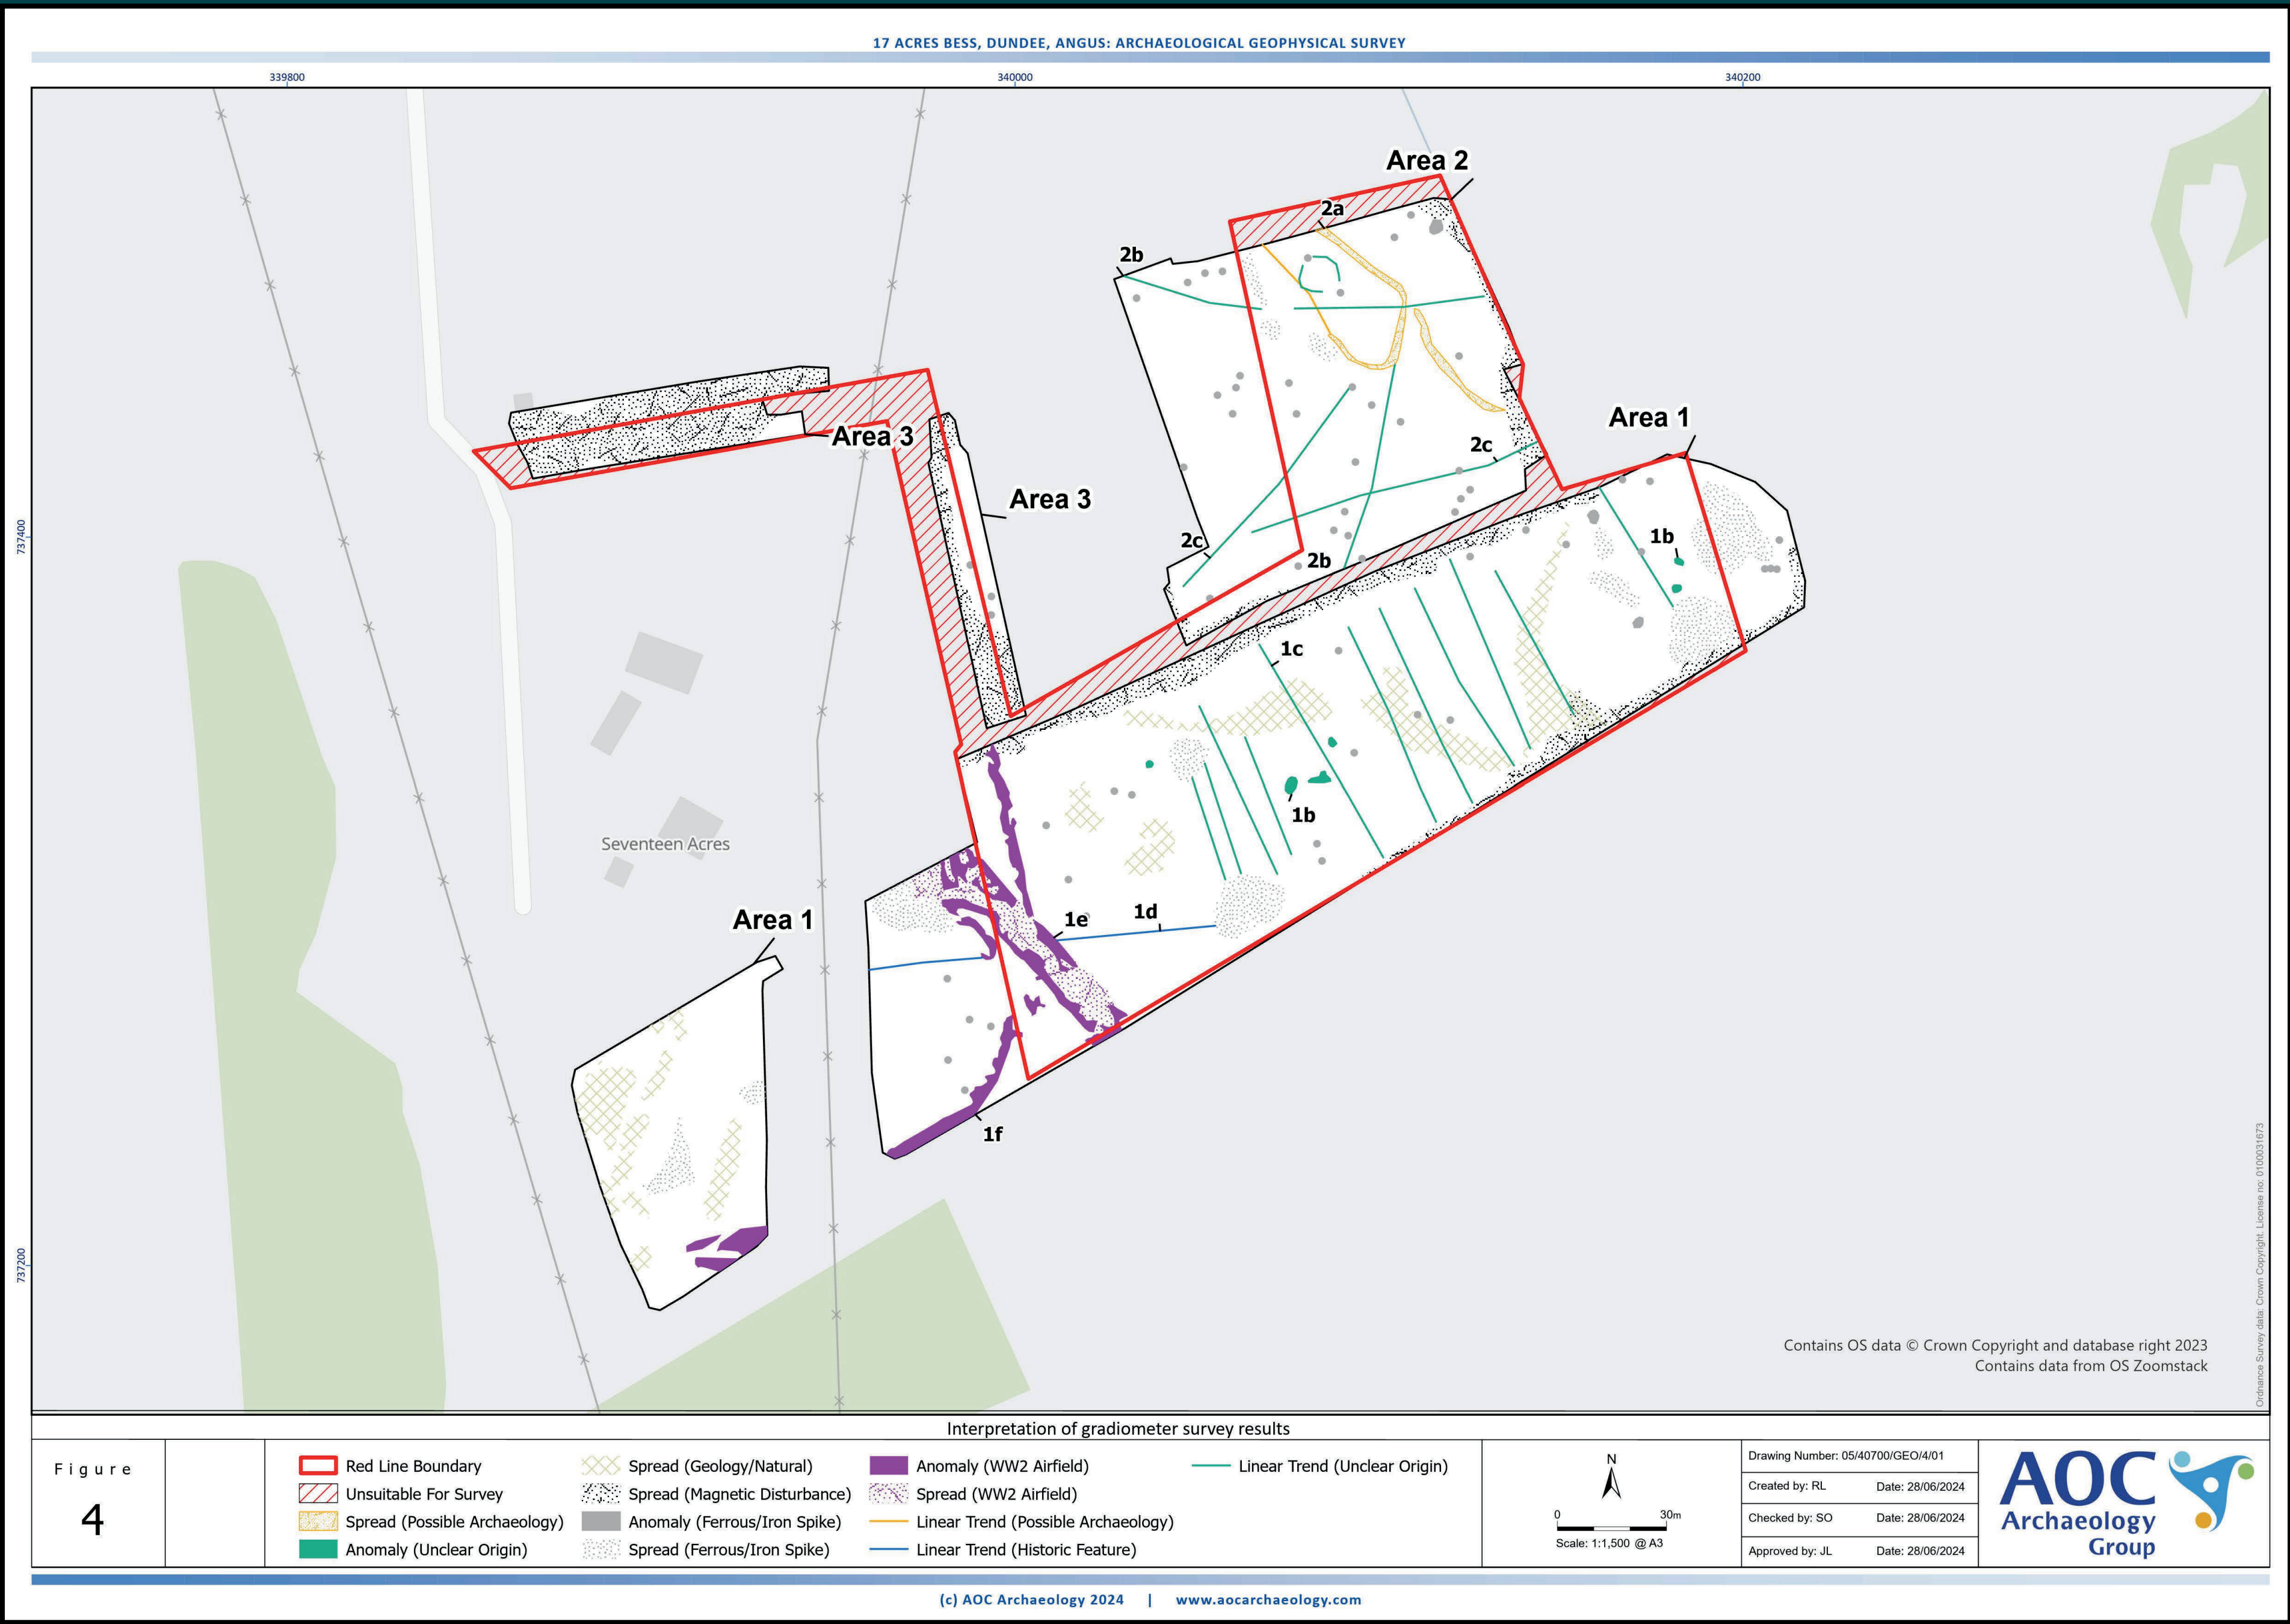 17 ACRES BESS, DUNDEE, ANGUS: ARCHAEOLOGICAL GEOPHYSICAL SURVEY
339800
340000
340200
Area 2
2a
2b
Area 1
Area 3
2c
Area 3
737400
2c
1b
2b
1c
1b
Seventeen Acres
Area 1
1e
1d
1f
737200
Contains OS data © Crown Copyright and database right 2023
Contains data from OS Zoomstack
Ordnance Survey data: Crown Copyright. License no: 0100031673
Interpretation of gradiometer survey results
Figure
4
Red Line Boundary
Unsuitable For Survey
Spread (Possible Archaeology)
Anomaly (Unclear Origin)
Spread (Geology/Natural)
Spread (Magnetic Disturbance)
Anomaly (Ferrous/Iron Spike)
Spread (Ferrous/Iron Spike)
Anomaly (WW2 Airfield)
Spread (WW2 Airfield)
Linear Trend (Possible Archaeology)
Linear Trend (Historic Feature)
Linear Trend (Unclear Origin)
N
0 30m
Scale: 1:1,500 @ A3
Drawing Number: 05/40700/GEO/4/01
Created by: RL Date: 28/06/2024
Checked by: SO Date: 28/06/2024
Approved by: JL Date: 28/06/2024
AOC
Archaeology
Group
(c) AOC Archaeology 2024 | www.aocarchaeology.com